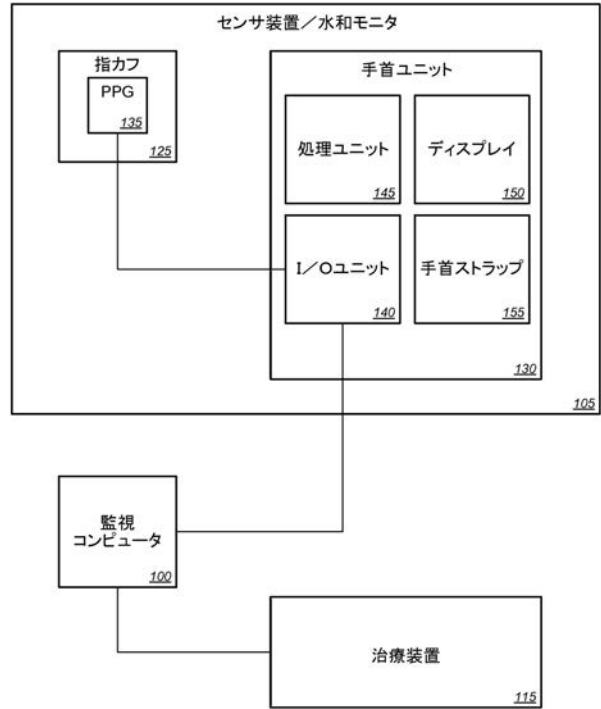 センサ装置／水和モニタ
指カフ
PPG
135
125
手首ユニット
処理ユニット
145
ディスプレイ
150
I／Oユニット
140
手首ストラップ
155
130
105
監視
コンピュータ
100
治療装置
115